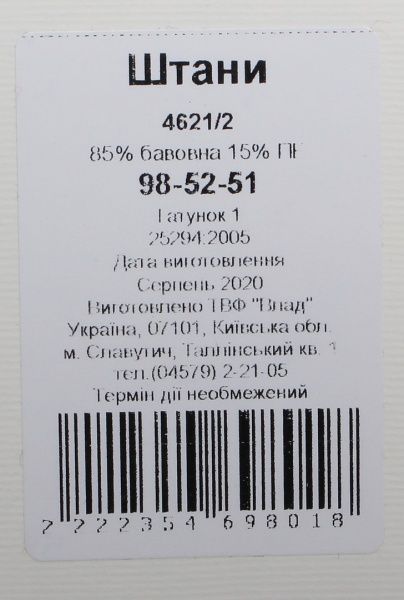 Штани
4621/2
85% бавовна 15% ПЕ
98-52-51
Гатунок 1
25294:2005
Дата виготовлення
Серпень 2020
Виготовлено ТВФ "Влад"
Україна, 07101, Київська обл.
м. Славутич, Таллінський кв. 1
тел.(04579) 2-21-05
Термін дії необмежений
2 222354 698018